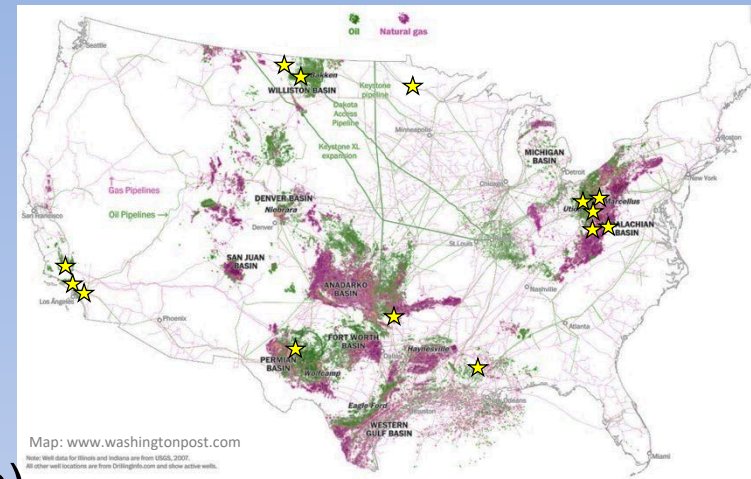 Oil
Natural gas
Seattle
Bakken
WILLISTON BASIN
Keystone
pipeline
Dakota
Access
Pipeline
Minneapolis
Keystone XL
expansion
MICHIGAN
BASIN
Boston
Detroit
Gas Pipelines
Oil Pipelines →
Chicago
New York
Marcellus
Utica
ALACHIAN
BASIN
San Francisco
DENVER BASIN
Niobrara
Denver
St. Louis
SAN JUAN
BASIN
ANADARKO
BASIN
Nashville
Los Angeles
Phoenix
Atlanta
FORT WORTH
BASIN
Dallas
Haynesville
PERMIAN
BASIN
Wolfcamp
Eagle Ford
Houston
New Orleans
WESTERN
GULF BASIN
Miami
Map: www.washingtonpost.com
Note: Well data for Illinois and Indiana are from USGS, 2007.
All other well locations are from DrillingInfo.com and show active wells.